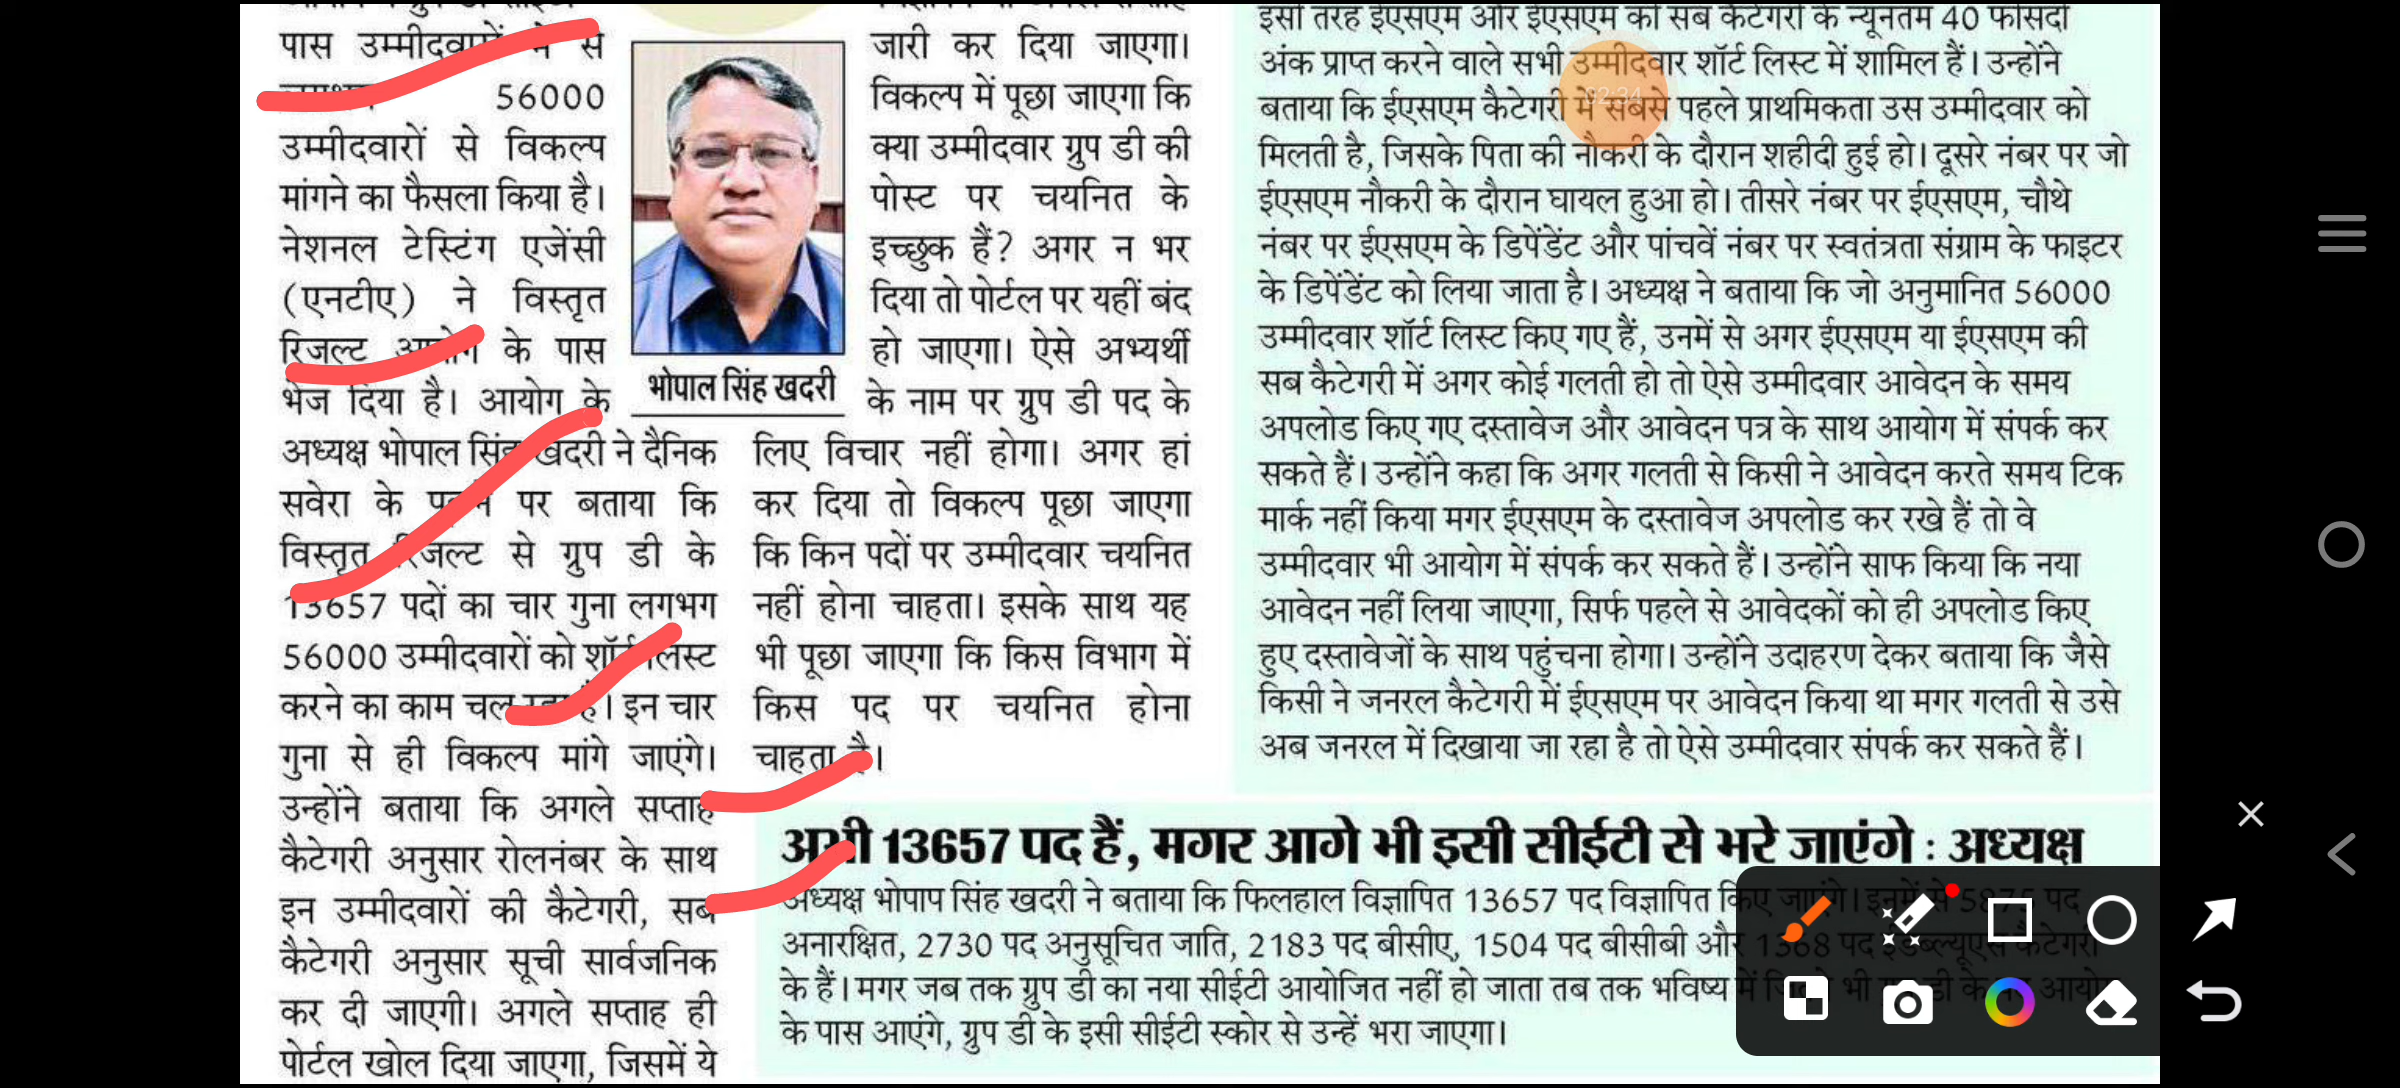 पास उम्मीदवारों में से
56000
उम्मीदवारों से विकल्प
मांगने का फैसला किया है।
नेशनल टेस्टिंग एजेंसी
(एनटीए) ने विस्तृत
रिजल्ट आयोग के पास
भेज दिया है। आयोग के
अध्यक्ष भोपाल सिंह खदरी ने दैनिक
सवेरा के पर बताया कि
विस्तृत रिजल्ट से ग्रुप डी के
13657 पदों का चार गुना लगभग
56000 उम्मीदवारों को शॉर्ट लिस्ट
करने का काम चल रहा है। इन चार
गुना से ही विकल्प मांगे जाएंगे।
उन्होंने बताया कि अगले सप्ताह
कैटेगरी अनुसार रोलनंबर के साथ
इन उम्मीदवारों की कैटेगरी, सब
कैटेगरी अनुसार सूची सार्वजनिक
कर दी जाएगी। अगले सप्ताह ही
पोर्टल खोल दिया जाएगा, जिसमें ये
भोपाल सिंह खदरी
जारी कर दिया जाएगा।
विकल्प में पूछा जाएगा कि
क्या उम्मीदवार ग्रुप डी की
पोस्ट पर चयनित के
इच्छुक हैं? अगर न भर
दिया तो पोर्टल पर यहीं बंद
हो जाएगा। ऐसे अभ्यर्थी
के नाम पर ग्रुप डी पद के
लिए विचार नहीं होगा। अगर हां
कर दिया तो विकल्प पूछा जाएगा
कि किन पदों पर उम्मीदवार चयनित
नहीं होना चाहता। इसके साथ यह
भी पूछा जाएगा कि किस विभाग में
किस पद पर चयनित होना
चाहता है।
इसी तरह ईएसएम और ईएसएम की सब कैटेगरी के न्यूनतम 40 फीसदी
अंक प्राप्त करने वाले सभी उम्मीदवार शॉर्ट लिस्ट में शामिल हैं। उन्होंने
बताया कि ईएसएम कैटेगरी में सबसे पहले प्राथमिकता उस उम्मीदवार को
मिलती है, जिसके पिता की नौकरी के दौरान शहीदी हुई हो। दूसरे नंबर पर जो
ईएसएम नौकरी के दौरान घायल हुआ हो। तीसरे नंबर पर ईएसएम, चौथे
नंबर पर ईएसएम के डिपेंडेंट और पांचवें नंबर पर स्वतंत्रता संग्राम के फाइटर
के डिपेंडेंट को लिया जाता है। अध्यक्ष ने बताया कि जो अनुमानित 56000
उम्मीदवार शॉर्ट लिस्ट किए गए हैं, उनमें से अगर ईएसएम या ईएसएम की
सब कैटेगरी में अगर कोई गलती हो तो ऐसे उम्मीदवार आवेदन के समय
अपलोड किए गए दस्तावेज और आवेदन पत्र के साथ आयोग में संपर्क कर
सकते हैं। उन्होंने कहा कि अगर गलती से किसी ने आवेदन करते समय टिक
मार्क नहीं किया मगर ईएसएम के दस्तावेज अपलोड कर रखे हैं तो वे
उम्मीदवार भी आयोग में संपर्क कर सकते हैं। उन्होंने साफ किया कि नया
आवेदन नहीं लिया जाएगा, सिर्फ पहले से आवेदकों को ही अपलोड किए
हुए दस्तावेजों के साथ पहुंचना होगा। उन्होंने उदाहरण देकर बताया कि जैसे
किसी ने जनरल कैटेगरी में ईएसएम पर आवेदन किया था मगर गलती से उसे
अब जनरल में दिखाया जा रहा है तो ऐसे उम्मीदवार संपर्क कर सकते हैं।
02:34
अभी 13657 पद हैं, मगर आगे भी इसी सीईटी से भरे जाएंगे : अध्यक्ष
अध्यक्ष भोपाप सिंह खदरी ने बताया कि फिलहाल विज्ञापित 13657 पद विज्ञापित किए जाएंगे। इनमें से 5875 पद
अनारक्षित, 2730 पद अनुसूचित जाति, 2183 पद बीसीए, 1504 पद बीसीबी और 1368 पद ईडब्ल्यूएस कैटेगरी
के हैं। मगर जब तक ग्रुप डी का नया सीईटी आयोजित नहीं हो जाता तब तक भविष्य में जितने भी डी के आयोग
के पास आएंगे, ग्रुप डी के इसी सीईटी स्कोर से उन्हें भरा जाएगा।